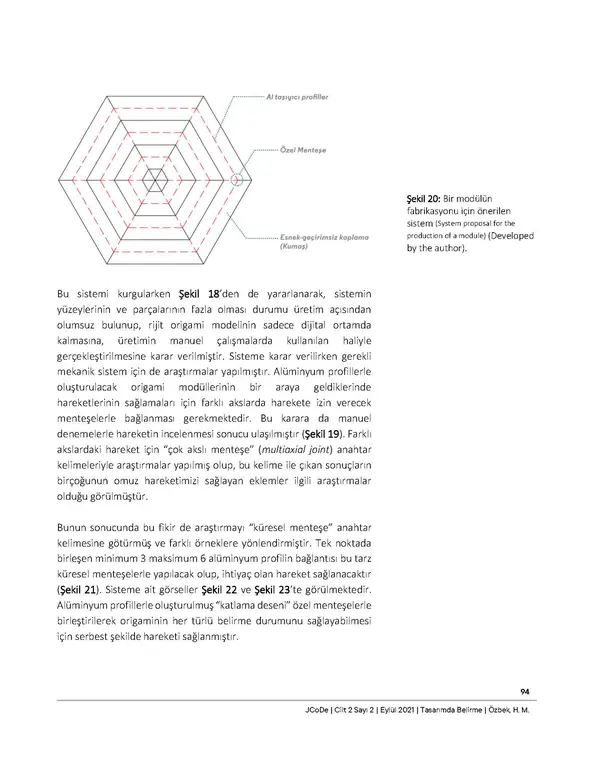 Al taşıyıcı profiller
Özel Menteşe
Esnek-geçirimsiz kaplama
(Kumaş)
Şekil 20: Bir modülün
fabrikasyonu için önerilen
sistem (System proposal for the
production of a module) (Developed
by the author).
Bu sistemi kurgularken Şekil 18'den de yararlanarak, sistemin
yüzeylerinin ve parçalarının fazla olması durumu üretim açısından
olumsuz bulunup, rijit origami modelinin sadece dijital ortamda
kalmasına, üretimin manuel çalışmalarda kullanılan haliyle
gerçekleştirilmesine karar verilmiştir. Sisteme karar verilirken gerekli
mekanik sistem için de araştırmalar yapılmıştır. Alüminyum profillerle
oluşturulacak origami modüllerinin bir araya geldiklerinde
hareketlerinin sağlamaları için farklı akslarda harekete izin verecek
menteşelerle bağlanması gerekmektedir. Bu karara da manuel
denemelerle hareketin incelenmesi sonucu ulaşılmıştır (Şekil 19). Farklı
akslardaki hareket için “çok akslı menteşe” (multiaxial joint) anahtar
kelimeleriyle araştırmalar yapılmış olup, bu kelime ile çıkan sonuçların
birçoğunun omuz hareketimizi sağlayan eklemler ilgili araştırmalar
olduğu görülmüştür.
Bunun sonucunda bu fikir de araştırmayı “küresel menteşe” anahtar
kelimesine götürmüş ve farklı örneklere yönlendirmiştir. Tek noktada
birleşen minimum 3 maksimum 6 alüminyum profilin bağlantısı bu tarz
küresel menteşelerle yapılacak olup, ihtiyaç olan hareket sağlanacaktır
(Şekil 21). Sisteme ait görseller Şekil 22 ve Şekil 23'te görülmektedir.
Alüminyum profillerle oluşturulmuş “katlama deseni” özel menteşelerle
birleştirilerek origaminin her türlü belirme durumunu sağlayabilmesi
için serbest şekilde hareketi sağlanmıştır.
94
JCoDe | Cilt 2 Sayı 2 | Eylül 2021 | Tasarımda Belirme | Özbek, H. M.